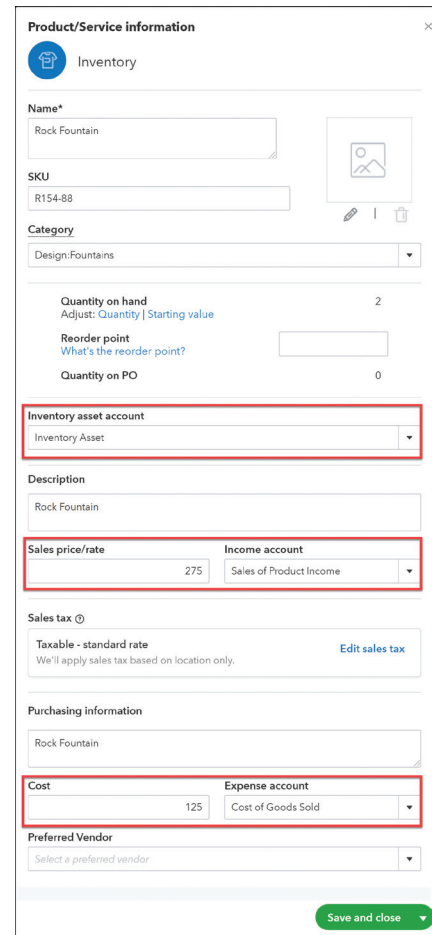 Product/Service information
Inventory
Name*
Rock Fountain
SKU
R154-88
Category
Design:Fountains
Quantity on hand 2
Adjust: Quantity | Starting value
Reorder point
What's the reorder point?
Quantity on PO 0
Inventory asset account
Inventory Asset
Description
Rock Fountain
Sales price/rate Income account
275 Sales of Product Income
Sales tax
Taxable - standard rate Edit sales tax
We'll apply sales tax based on location only.
Purchasing information
Rock Fountain
Cost Expense account
125 Cost of Goods Sold
Preferred Vendor
Select a preferred vendor
Save and close